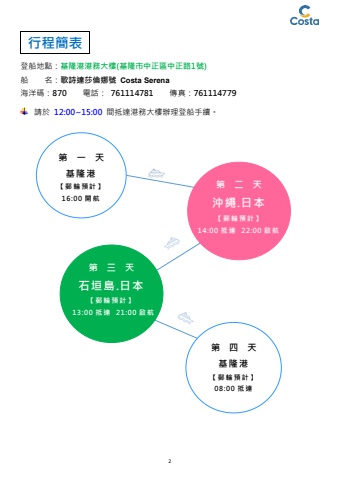 Costa
行程簡表
登船地點：基隆港港務大樓(基隆市中正區中正路1號)
船　　名：歌詩達莎倫娜號 Costa Serena
海洋碼：870　　電話： 761114781　　傳真：761114779
請於 12:00~15:00 間抵達港務大樓辦理登船手續。
第 一 天
基隆港
【郵輪預計】
16:00 開航
第 二 天
沖繩.日本
【郵輪預計】
14:00 抵達 22:00 啟航
第 三 天
石垣島.日本
【郵輪預計】
13:00 抵達 21:00 啟航
第 四 天
基隆港
【郵輪預計】
08:00 抵達
2